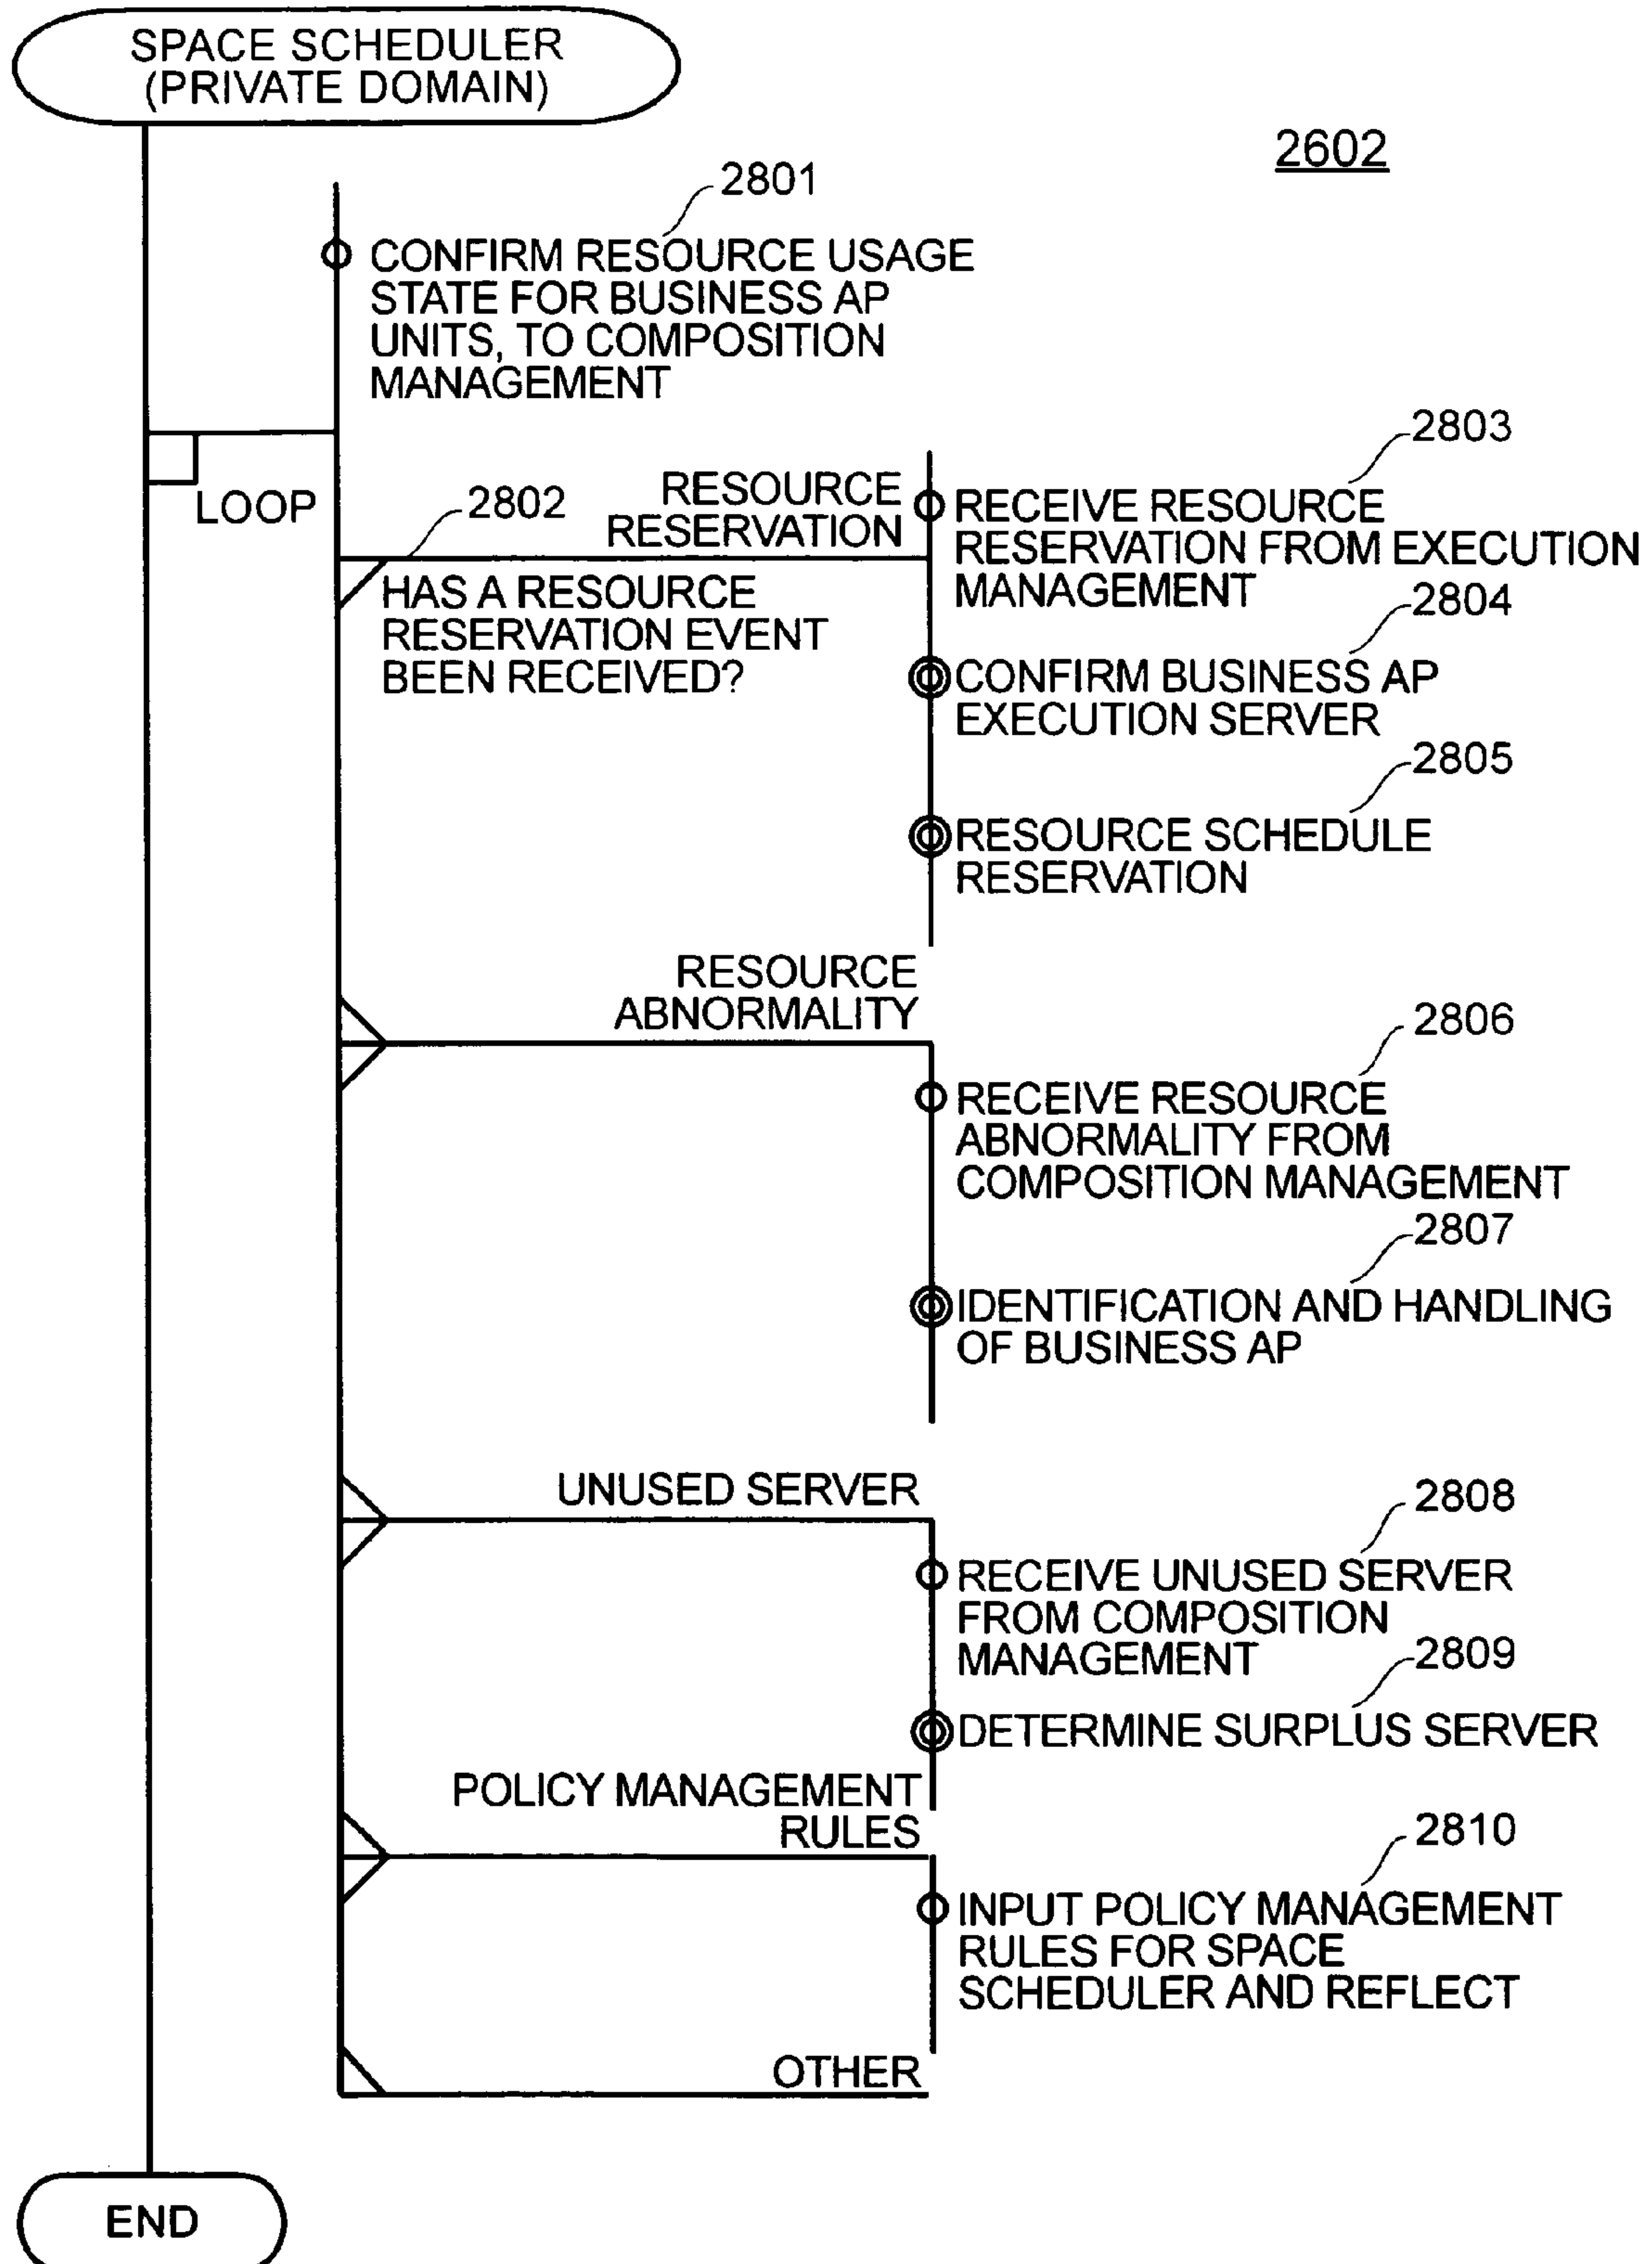 SPACE SCHEDULER
(PRIVATE DOMAIN)
2602
2801
CONFIRM RESOURCE USAGE
STATE FOR BUSINESS AP
UNITS, TO COMPOSITION
MANAGEMENT
LOOP
2802
HAS A RESOURCE
RESERVATION EVENT
BEEN RECEIVED?
RESOURCE
RESERVATION
2803
RECEIVE RESOURCE
RESERVATION FROM EXECUTION
MANAGEMENT
2804
CONFIRM BUSINESS AP
EXECUTION SERVER
2805
RESOURCE SCHEDULE
RESERVATION
RESOURCE
ABNORMALITY
2806
RECEIVE RESOURCE
ABNORMALITY FROM
COMPOSITION MANAGEMENT
2807
IDENTIFICATION AND HANDLING
OF BUSINESS AP
UNUSED SERVER
2808
RECEIVE UNUSED SERVER
FROM COMPOSITION
MANAGEMENT
2809
DETERMINE SURPLUS SERVER
POLICY MANAGEMENT
RULES
2810
INPUT POLICY MANAGEMENT
RULES FOR SPACE
SCHEDULER AND REFLECT
OTHER
END